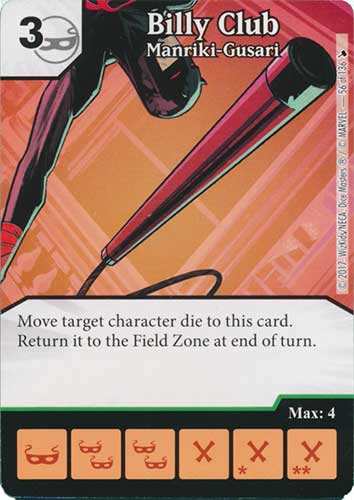 3
Billy Club
Manriki-Gusari
© 2017. WizKids/NECA. Dice Masters ® / © MARVEL — 56 of 136
Move target character die to this card.
Return it to the Field Zone at end of turn.
Max: 4
*
**